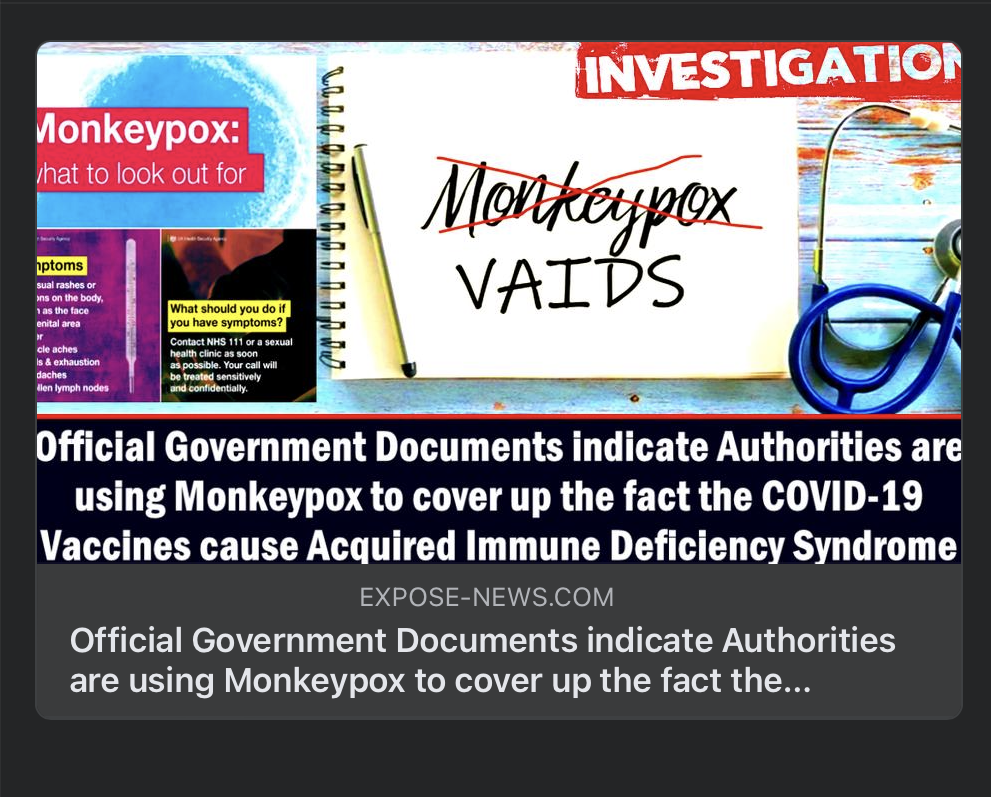 INVESTIGATION
Monkeypox:
what to look out for
Monkeypox
VAIDS
UK Health Security Agency
What should you do if
you have symptoms?
Contact NHS 111 or a sexual
health clinic as soon
as possible. Your call will
be treated sensitively
and confidentially.
mptoms
sual rashes or
ons on the body,
h as the face
enital area
er
cle aches
ls & exhaustion
daches
llen lymph nodes
Official Government Documents indicate Authorities are
using Monkeypox to cover up the fact the COVID-19
Vaccines cause Acquired Immune Deficiency Syndrome
EXPOSE-NEWS.COM
Official Government Documents indicate Authorities
are using Monkeypox to cover up the fact the...